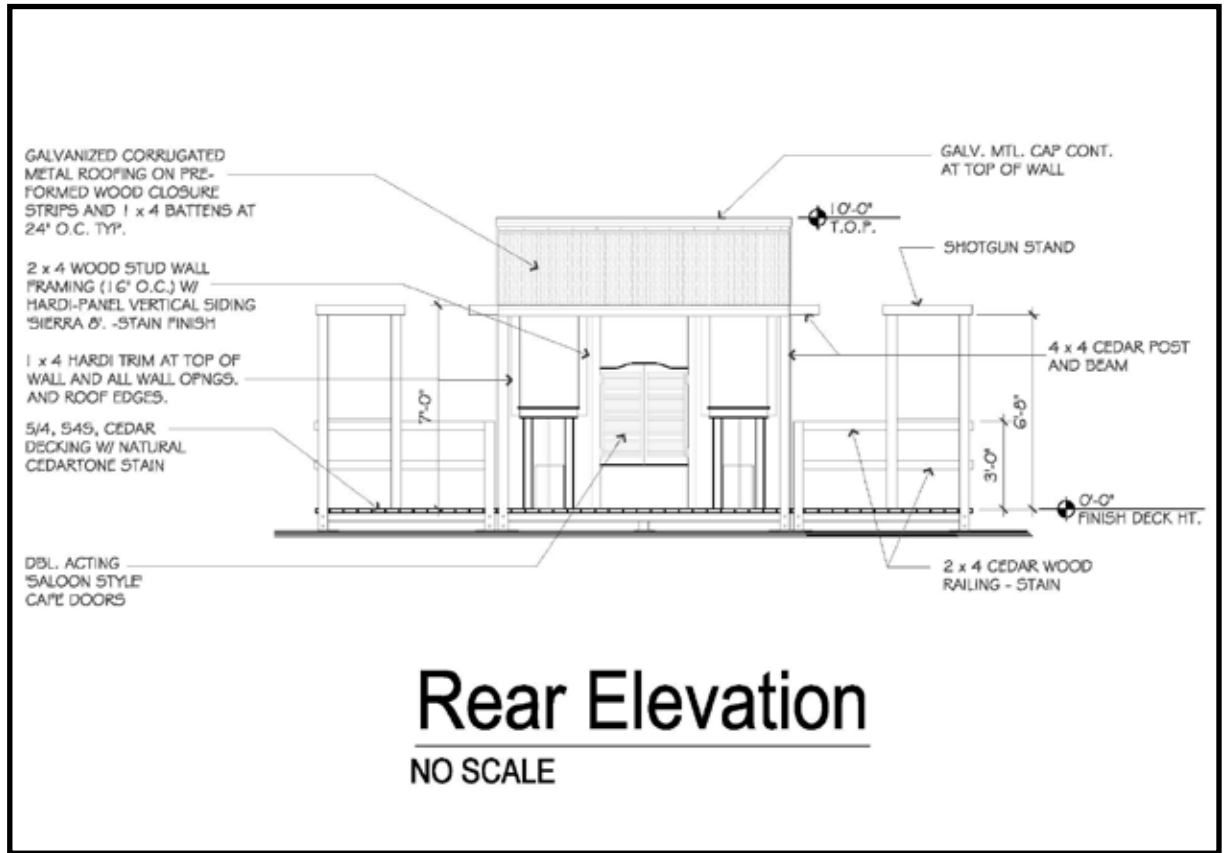 GALVANIZED CORRUGATED
METAL ROOFING ON PRE-
FORMED WOOD CLOSURE
STRIPS AND 1 x 4 BATTENS AT
24" O.C. TYP.
2 x 4 WOOD STUD WALL
FRAMING (16" O.C.) W/
HARDI-PANEL VERTICAL SIDING
'SIERRA 8'. -STAIN FINISH
1 x 4 HARDI TRIM AT TOP OF
WALL AND ALL WALL OPNGS.
AND ROOF EDGES.
5/4, S4S, CEDAR
DECKING W/ NATURAL
CEDARTONE STAIN
DBL. ACTING
'SALOON STYLE'
CAFE DOORS
7'-0"
GALV. MTL. CAP CONT.
AT TOP OF WALL
10'-0"
T.O.P.
SHOTGUN STAND
4 x 4 CEDAR POST
AND BEAM
6'-8"
3'-0"
0'-0"
FINISH DECK HT.
2 x 4 CEDAR WOOD
RAILING - STAIN
Rear Elevation
NO SCALE